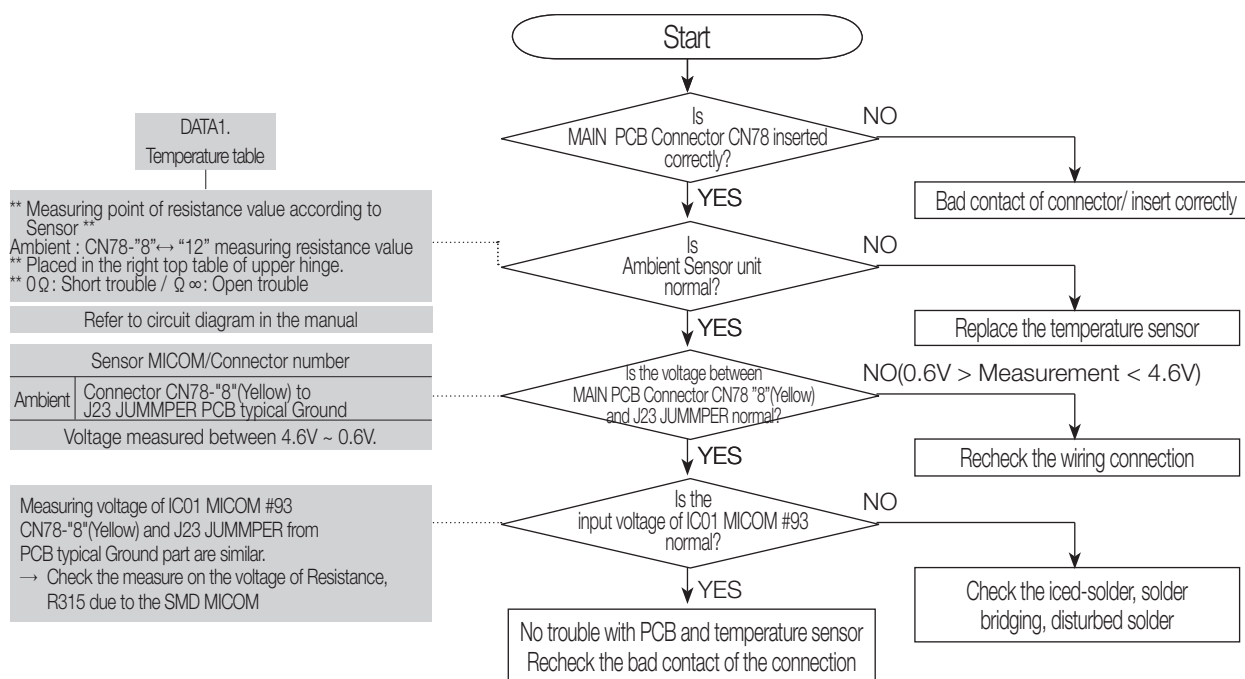 Start
Is
MAIN PCB Connector CN78 inserted
correctly?
NO
Bad contact of connector/ insert correctly
YES
DATA1.
Temperature table
** Measuring point of resistance value according to
Sensor **
Ambient : CN78-"8"↔ "12" measuring resistance value
** Placed in the right top table of upper hinge.
** 0Ω: Short trouble / Ω ∞: Open trouble
Refer to circuit diagram in the manual
Is
Ambient Sensor unit
normal?
NO
Replace the temperature sensor
YES
Sensor MICOM/Connector number
Ambient
Connector CN78-"8"(Yellow) to
J23 JUMMPER PCB typical Ground
Voltage measured between 4.6V ~ 0.6V.
Is the voltage between
MAIN PCB Connector CN78 "8"(Yellow)
and J23 JUMMPER normal?
NO(0.6V > Measurement < 4.6V)
Recheck the wiring connection
YES
Measuring voltage of IC01 MICOM #93
CN78-"8"(Yellow) and J23 JUMMPER from
PCB typical Ground part are similar.
→ Check the measure on the voltage of Resistance,
R315 due to the SMD MICOM
Is the
input voltage of IC01 MICOM #93
normal?
NO
Check the iced-solder, solder
bridging, disturbed solder
YES
No trouble with PCB and temperature sensor
Recheck the bad contact of the connection